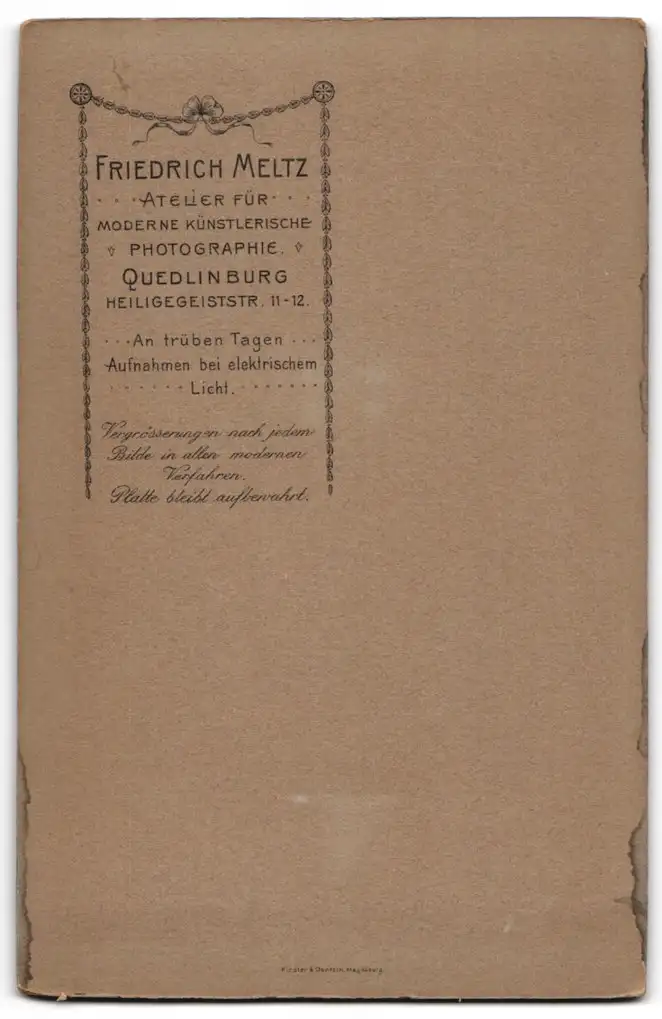 FRIEDRICH MELTZ
ATELIER FÜR
MODERNE KÜNSTLERISCHE
PHOTOGRAPHIE.
QUEDLINBURG
HEILIGEGEISTSTR. 11-12.
An trüben Tagen
Aufnahmen bei elektrischem
Licht.
Vergrösserungen nach jedem
Bilde in allen modernen
Verfahren.
Platte bleibt aufbewahrt.
& Magdeburg